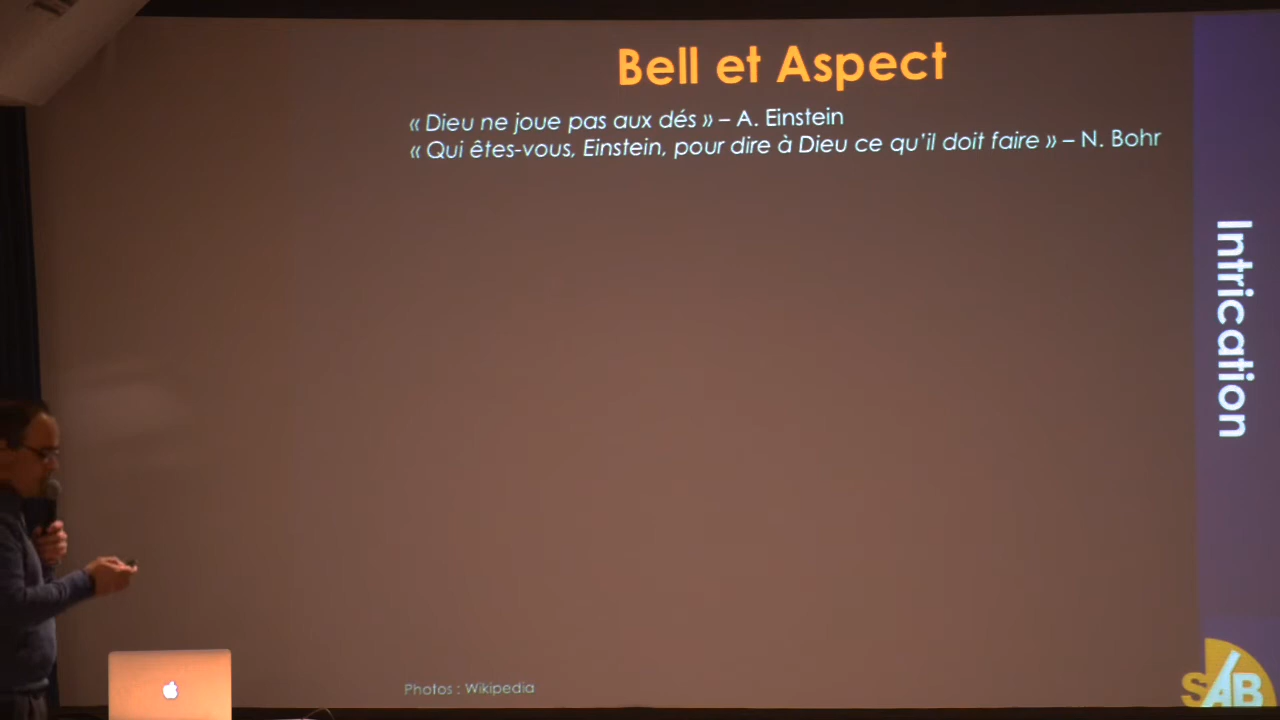 Bell et Aspect
« Dieu ne joue pas aux dés » – A. Einstein
« Qui êtes-vous, Einstein, pour dire à Dieu ce qu'il doit faire » – N. Bohr
Intrication
Photos : Wikipedia
SAB